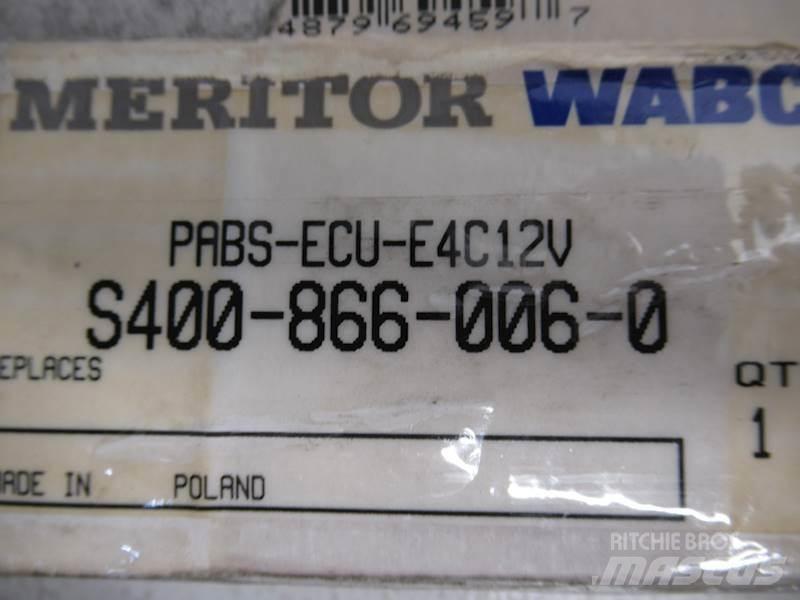 4879 69459 7
MERITOR WABC
PABS-ECU-E4C12V
S400-866-006-0
EPLACES
QT
1
MADE IN POLAND
RITCHIE BROS
MASCUS